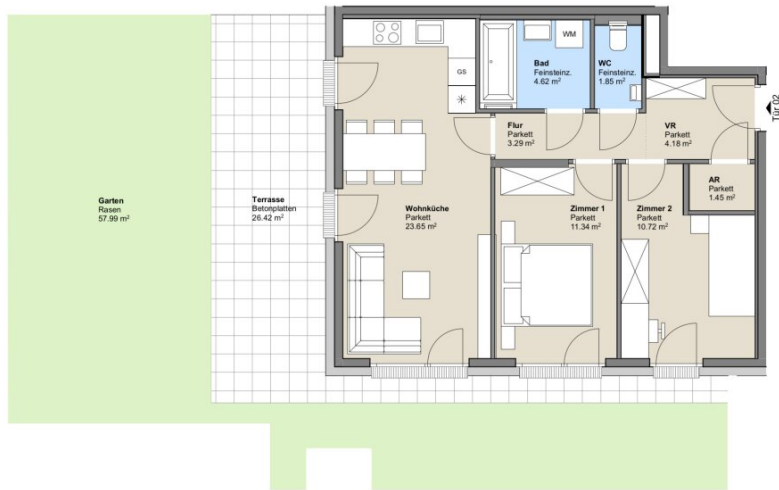 WM
Bad
Feinsteinz.
4.62 m²
WC
Feinsteinz.
1.85 m²
GS
Flur
Parkett
3.29 m²
VR
Parkett
4.18 m²
Tür 02
AR
Parkett
1.45 m²
Garten
Rasen
57.99 m²
Terrasse
Betonplatten
26.42 m²
Wohnküche
Parkett
23.65 m²
Zimmer 1
Parkett
11.34 m²
Zimmer 2
Parkett
10.72 m²